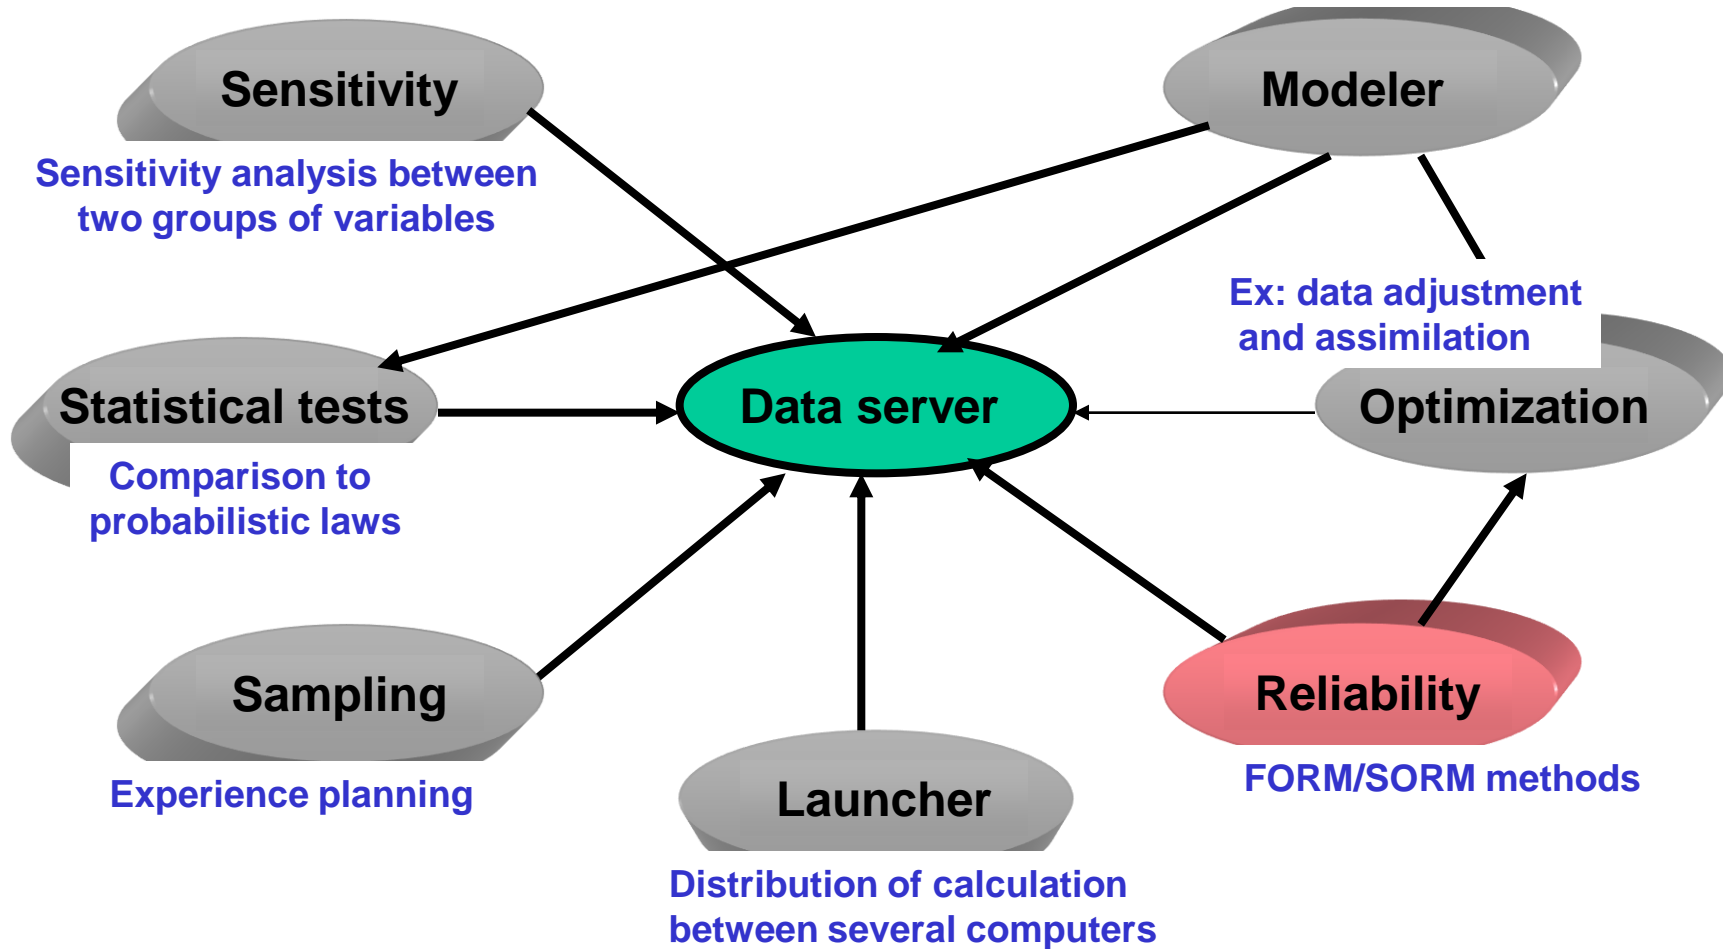 Sensitivity
Modeler
Sensitivity analysis between
two groups of variables
Ex: data adjustment
and assimilation
Statistical tests
Data server
Optimization
Comparison to
probabilistic laws
Sampling
Reliability
Experience planning
Launcher
FORM/SORM methods
Distribution of calculation
between several computers